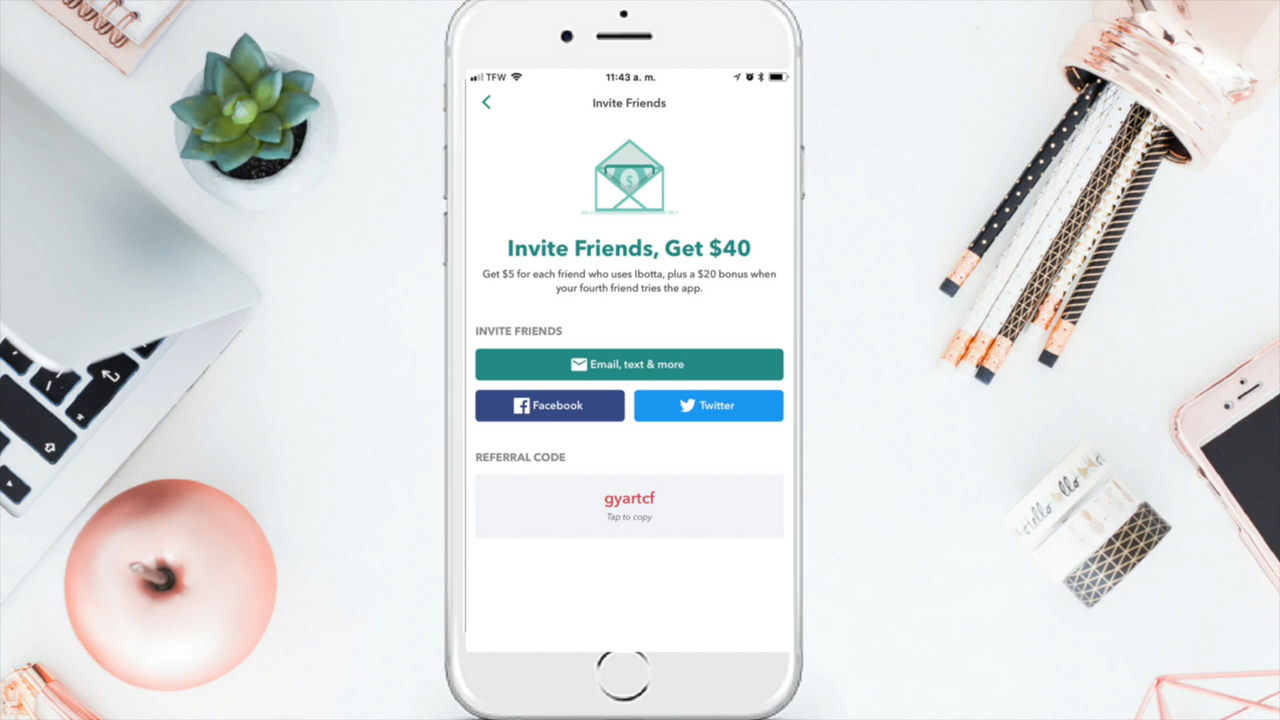 TFW
11:43 a. m.
Invite Friends
$
Invite Friends, Get $40
Get $5 for each friend who uses Ibotta, plus a $20 bonus when
your fourth friend tries the app.
INVITE FRIENDS
Email, text & more
Facebook
Twitter
REFERRAL CODE
gyartcf
Tap to copy
Hello